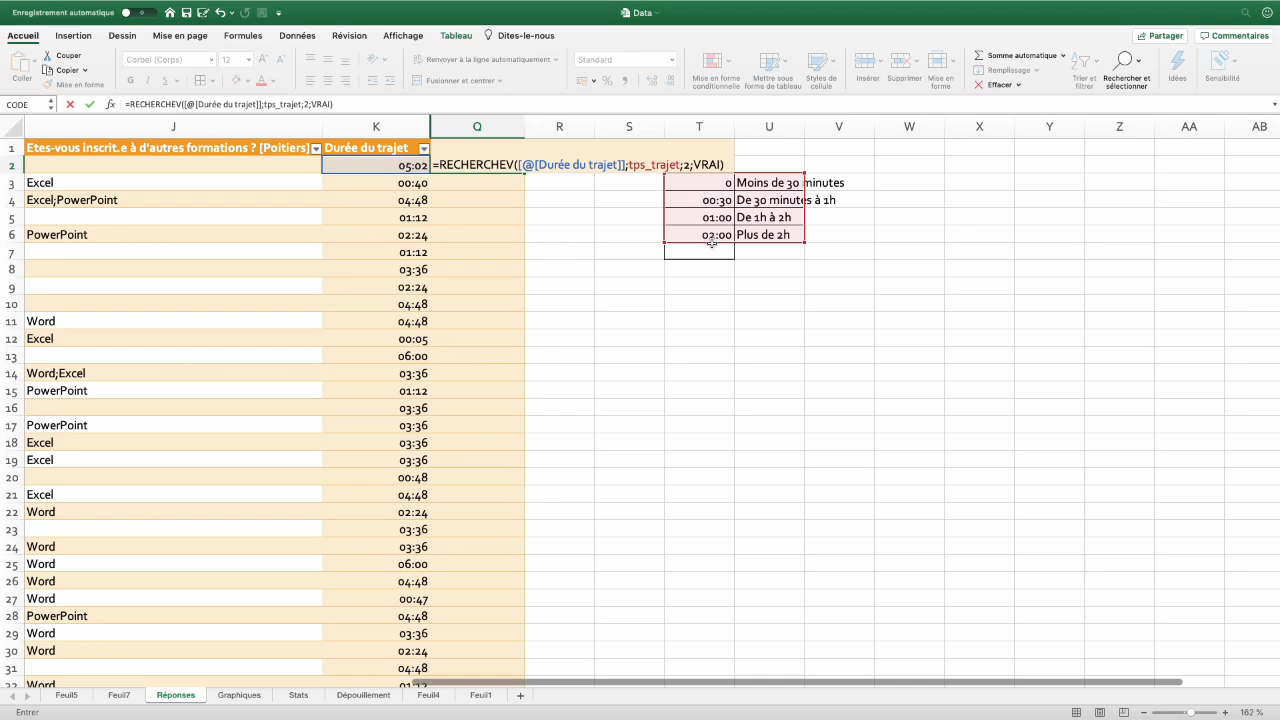 Enregistrement automatique
Data
Accueil Insertion Dessin Mise en page Formules Données Révision Affichage Tableau Dites-le-nous Partager Commentaires
Coller Couper Corbel (Corps) 12 Renvoyer à la ligne automatiquement Standard Mise en forme conditionnelle Mettre sous forme de tableau Styles de cellules Insérer Supprimer Mise en forme Somme automatique Trier et filtrer Rechercher et sélectionner Idées Sensibilité
Copier Remplissage
Mise en forme G I S Fusionner et centrer Effacer
CODE fx =RECHERCHEV([@[Durée du trajet]];tps_trajet;2;VRAI)
J K Q R S T U V W X Y Z AA AB
1 Etes-vous inscrit.e à d'autres formations ? [Poitiers] Durée du trajet
2 05:02 =RECHERCHEV([@[Durée du trajet]];tps_trajet;2;VRAI)
3 Excel 00:40 0 Moins de 30 minutes
4 Excel;PowerPoint 04:48 00:30 De 30 minutes à 1h
5 01:12 01:00 De 1h à 2h
6 PowerPoint 02:24 02:00 Plus de 2h
7 01:12
8 03:36
9 02:24
10 04:48
11 Word 04:48
12 Excel 00:05
13 06:00
14 Word;Excel 03:36
15 PowerPoint 01:12
16 03:36
17 PowerPoint 03:36
18 Excel 03:36
19 Excel 03:36
20 00:48
21 Excel 04:48
22 Word 02:24
23 03:36
24 Word 03:36
25 Word 06:00
26 Word 04:48
27 Word 00:47
28 PowerPoint 04:48
29 Word 03:36
30 Word 02:24
31 04:48
32 Word 01:12
Feuil5 Feuil7 Réponses Graphiques Stats Dépouillement Feuil4 Feuil1
Entrer 162 %